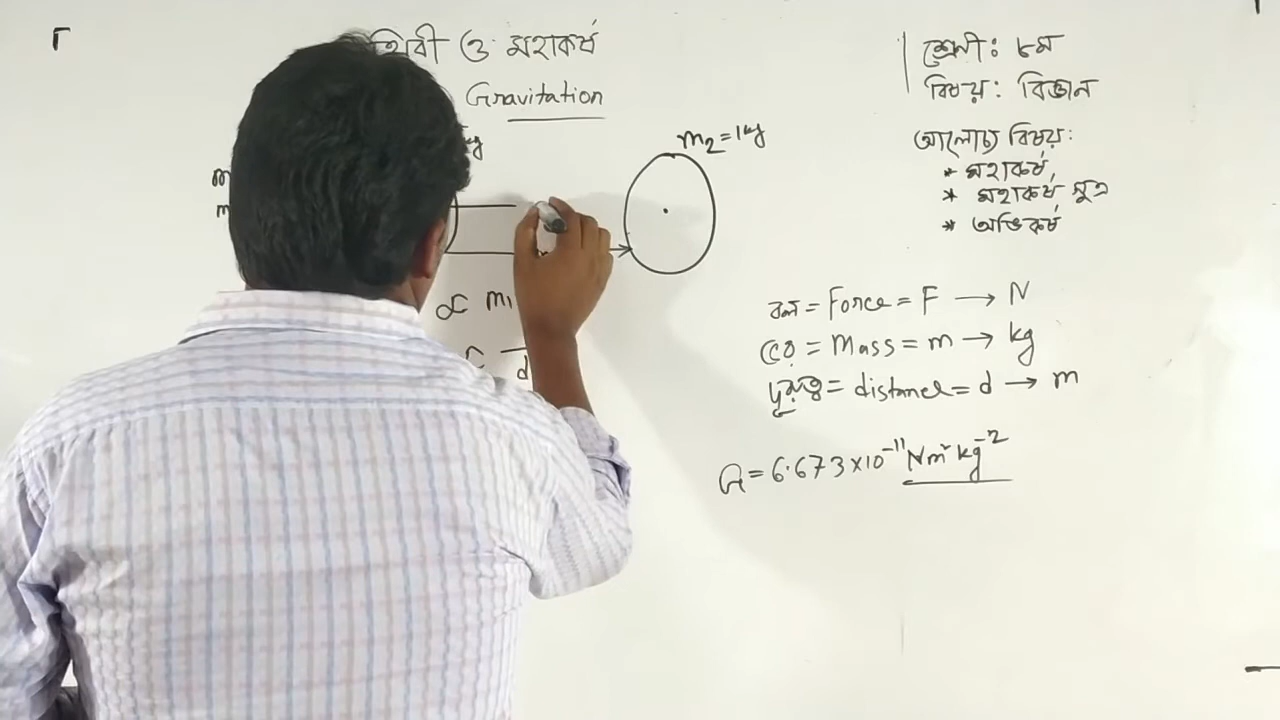 ও মহাকর্ষ
Gravitation
kg
m₂ = 1kg
m
m
∝ m₁
d
শ্রেণী: ৮ম
বিষয়: বিজ্ঞান
আলোচ্য বিষয়:
* মহাকর্ষ,
* মহাকর্ষ সূত্র
* অভিকর্ষ
বল = Force = F → N
ভর = Mass = m → kg
দূরত্ব = distance = d → m
G = 6.673×10⁻¹¹ Nm²kg⁻²